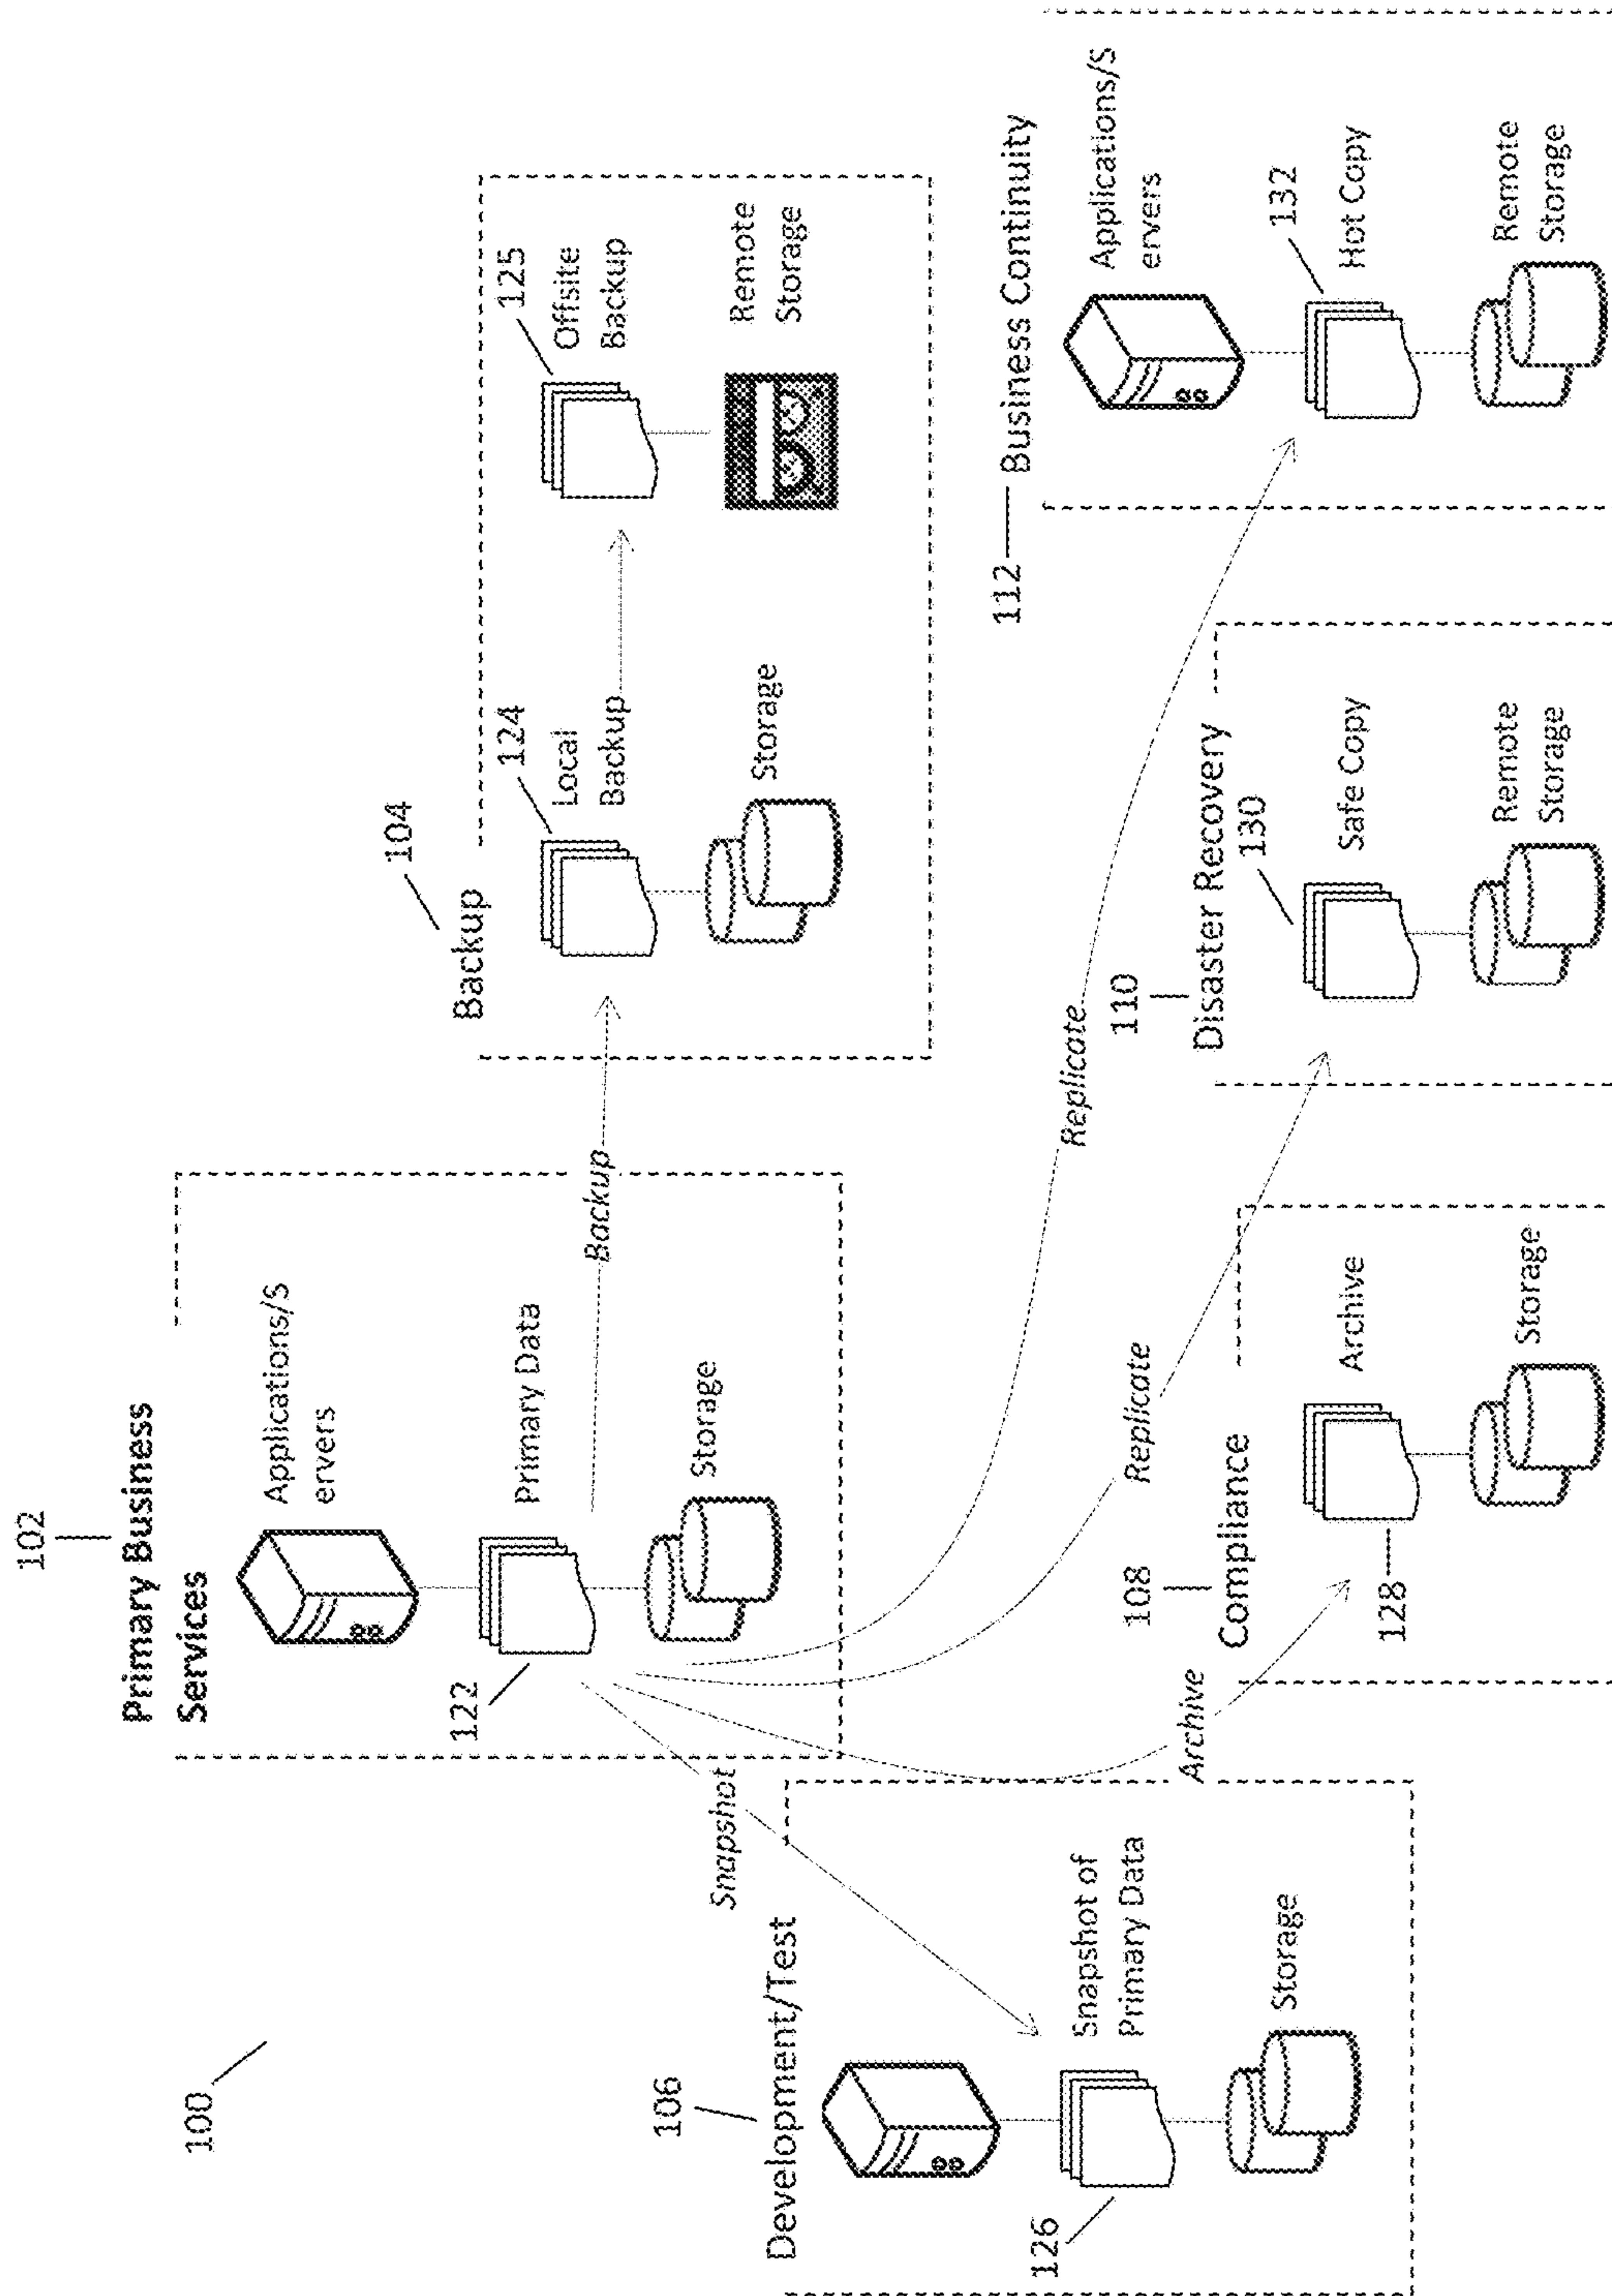 100
102
Primary Business
Services
Applications/S
ervers
122
Primary Data
Storage
Backup
104
Backup
124
Local
Backup
Storage
125
Offsite
Backup
Remote
Storage
Snapshot
106
Development/Test
126
Snapshot of
Primary Data
Storage
Archive
108
Compliance
128
Archive
Storage
Replicate
110
Disaster Recovery
130
Safe Copy
Remote
Storage
Replicate
112
Business Continuity
Applications/S
ervers
132
Hot Copy
Remote
Storage